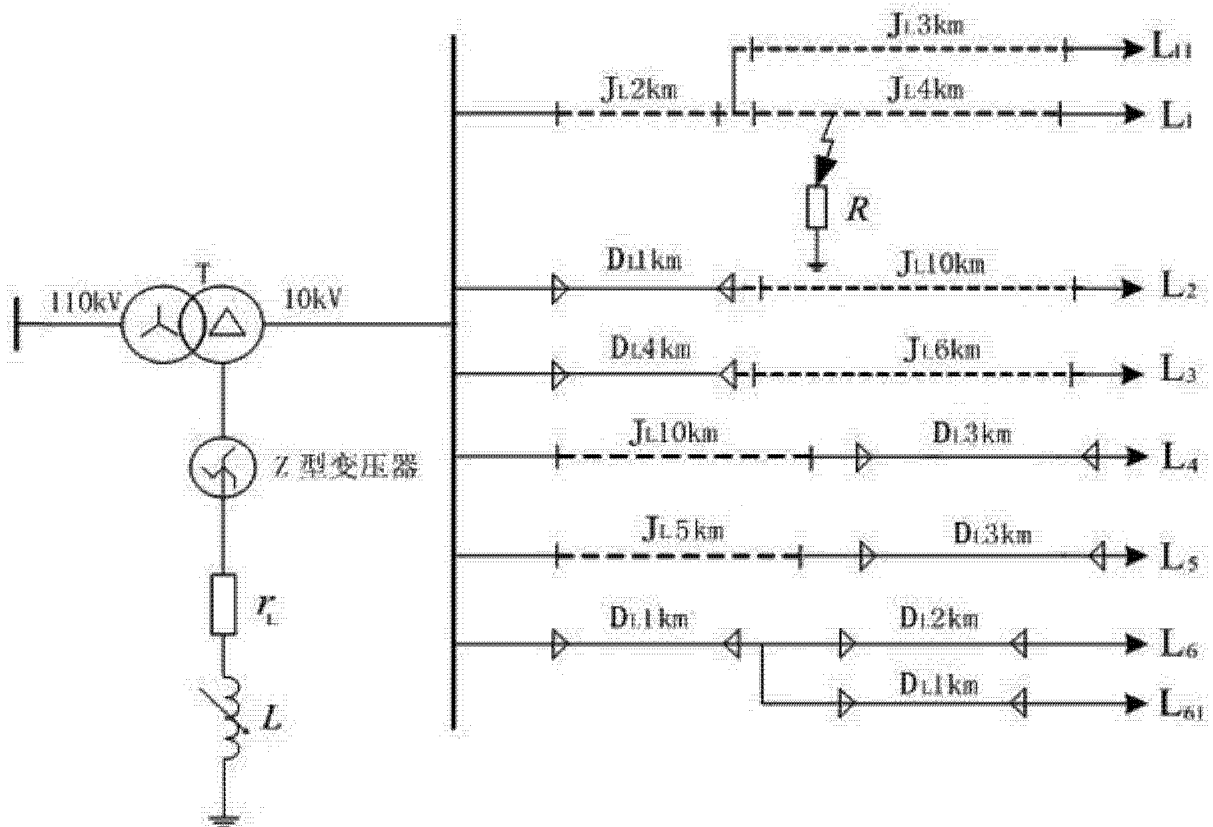 JL3km
L11
JL2km
JL4km
L1
R
DL1km
JL10km
L2
T
110kV
10kV
DL4km
JL6km
L3
JL10km
DL3km
L4
Z 型变压器
JL5km
DL3km
L5
rL
DL1km
DL2km
L6
L
DL1km
L61